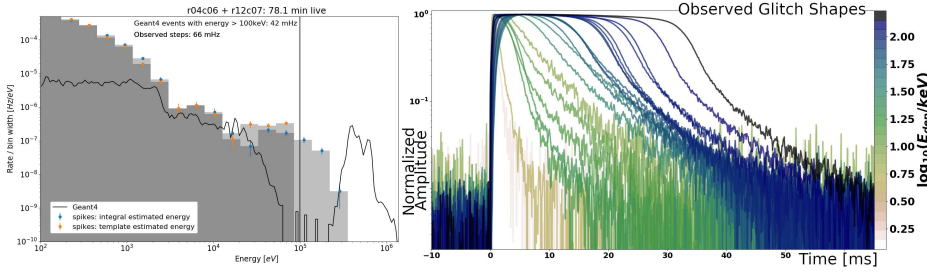 r04c06 + r12c07: 78.1 min live
Geant4 events with energy > 100keV: 42 mHz
Observed steps: 66 mHz
Rate / bin width [Hz/eV]
10⁻⁴
10⁻⁵
10⁻⁶
10⁻⁷
10⁻⁸
10⁻⁹
10⁻¹⁰
Geant4
spikes: integral estimated energy
spikes: template estimated energy
10² 10³ 10⁴ 10⁵ 10⁶
Energy [eV]
Observed Glitch Shapes
10⁰
10⁻¹
Normalized
Amplitude
−10 0 10 20 30 40 50
Time [ms]
2.00
1.75
1.50
1.25
1.00
0.75
0.50
0.25
log₁₀(E_dep/keV)